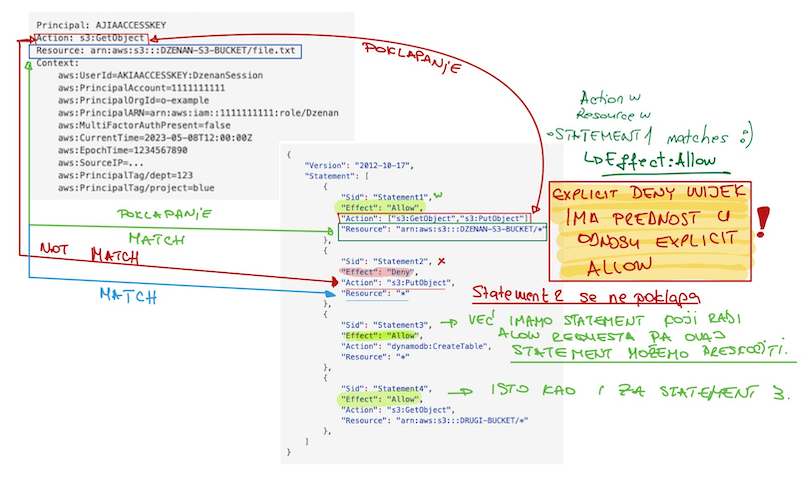 Principal: AJIAACCESSKEY
Action: s3:GetObject
Resource: arn:aws:s3:::DZENAN-S3-BUCKET/file.txt
Context:
aws:UserId=AKIAACCESSKEY:DzenanSession
aws:PrincipalAccount=1111111111
aws:PrincipalOrgId=o-example
aws:PrincipalARN=arn:aws:iam::1111111111:role/Dzenan
aws:MultiFactorAuthPresent=false
aws:CurrentTime=2023-05-08T12:00:00Z
aws:EpochTime=1234567890
aws:SourceIP=...
aws:PrincipalTag/dept=123
aws:PrincipalTag/project=blue
POKLAPANJE
POKLAPANJE
MATCH
NOT MATCH
MATCH
{
"Version": "2012-10-17",
"Statement": [
{
"Sid": "Statement1",
"Effect": "Allow",
"Action": ["s3:GetObject","s3:PutObject"]
"Resource": "arn:aws:s3:::DZENAN-S3-BUCKET/*"
},
{
"Sid": "Statement2", x
"Effect": "Deny",
"Action": "s3:PutObject",
"Resource": "*"
},
{
"Sid": "Statement3",
"Effect": "Allow",
"Action": "dynamodb:CreateTable",
"Resource": "*"
},
{
"Sid": "Statement4",
"Effect": "Allow",
"Action": "s3:GetObject",
"Resource": "arn:aws:s3:::DRUGI-BUCKET/*"
},
]
}
Action
Resource
• STATEMENT 1 matches :)
↳ Effect:Allow
EXPLICIT DENY UIJEK
IMA PREDNOST U
ODNOSU EXPLICIT
ALLOW
!
Statement 2 se ne poklapa
→ VEĆ IMAMO STATEMENT KOJI RADI
ALOW REQUESTA PA OVAJ
STATEMENT MOŽEMO PRESKOČITI.
→ ISTO KAO I ZA STATEMENT 3.